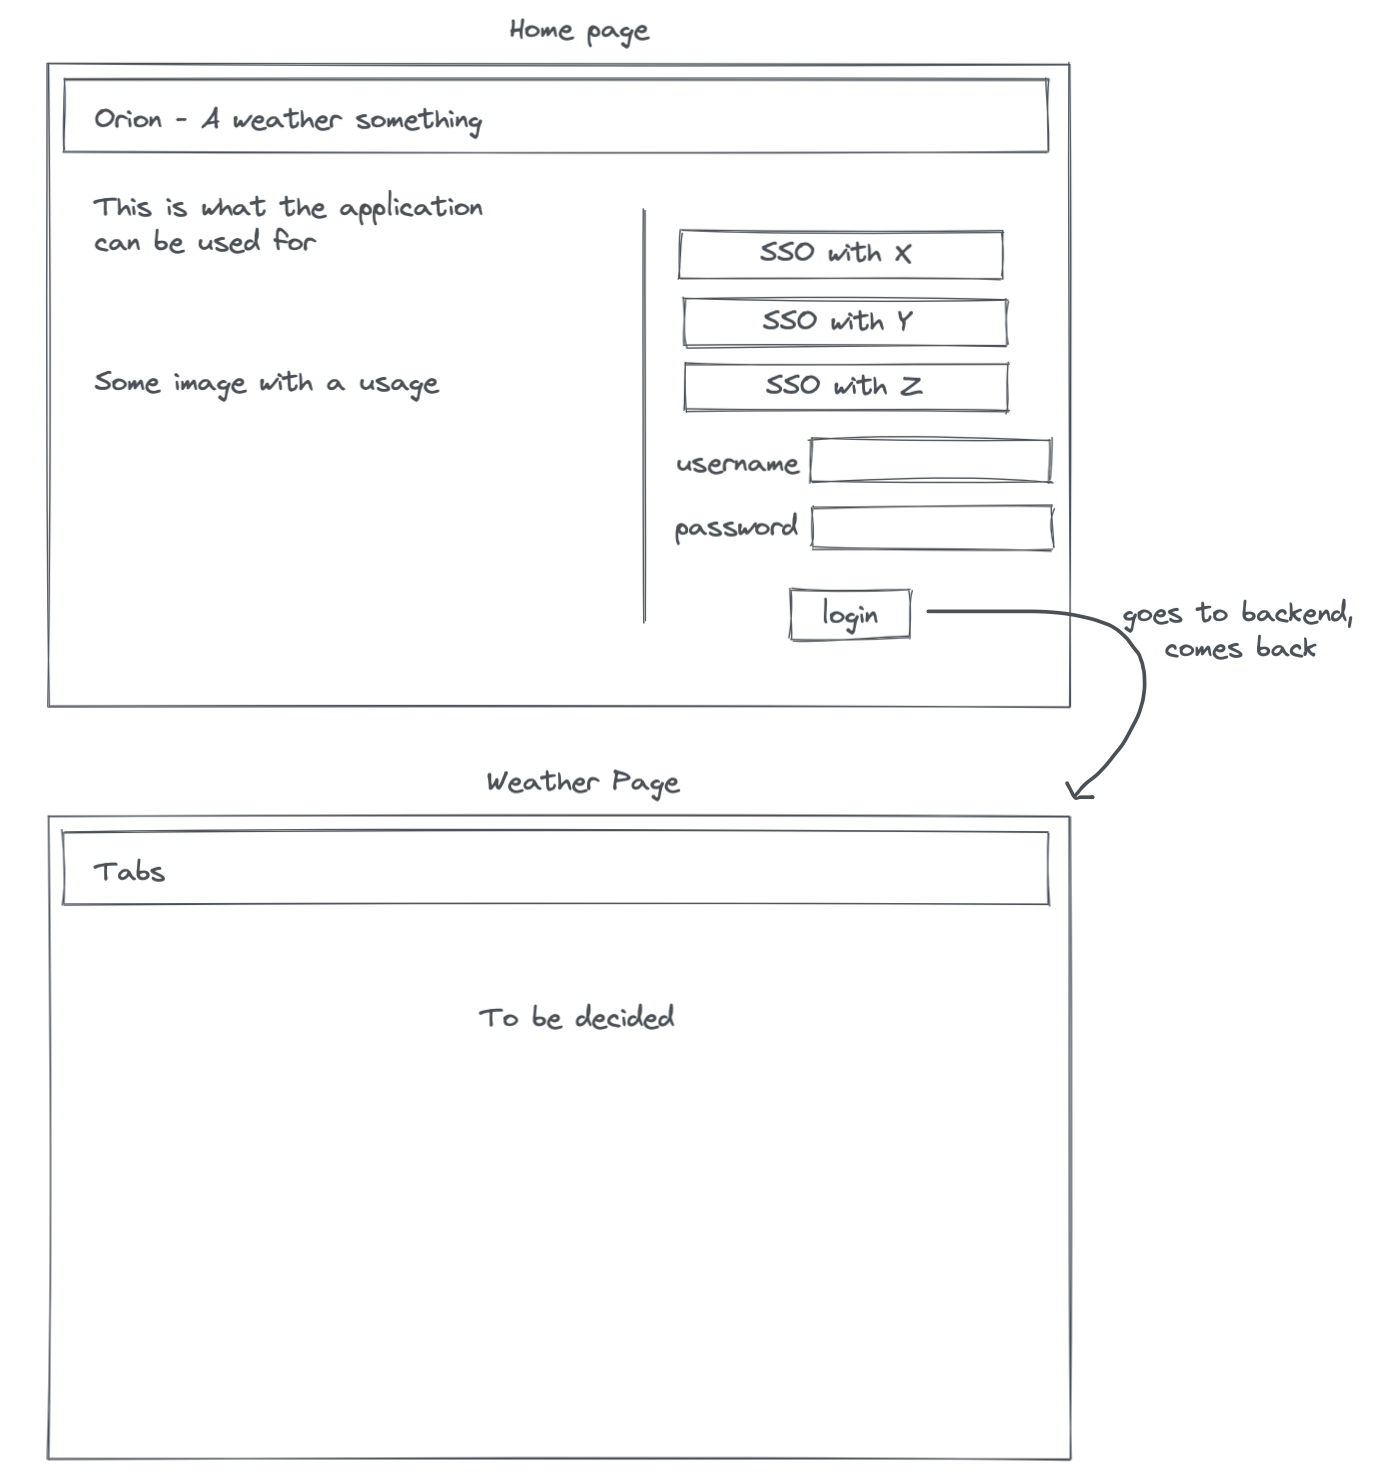 Home page
Orion - A weather something
This is what the application
can be used for
Some image with a usage
SSO with X
SSO with Y
SSO with Z
username
password
login
goes to backend,
comes back
Weather Page
Tabs
To be decided